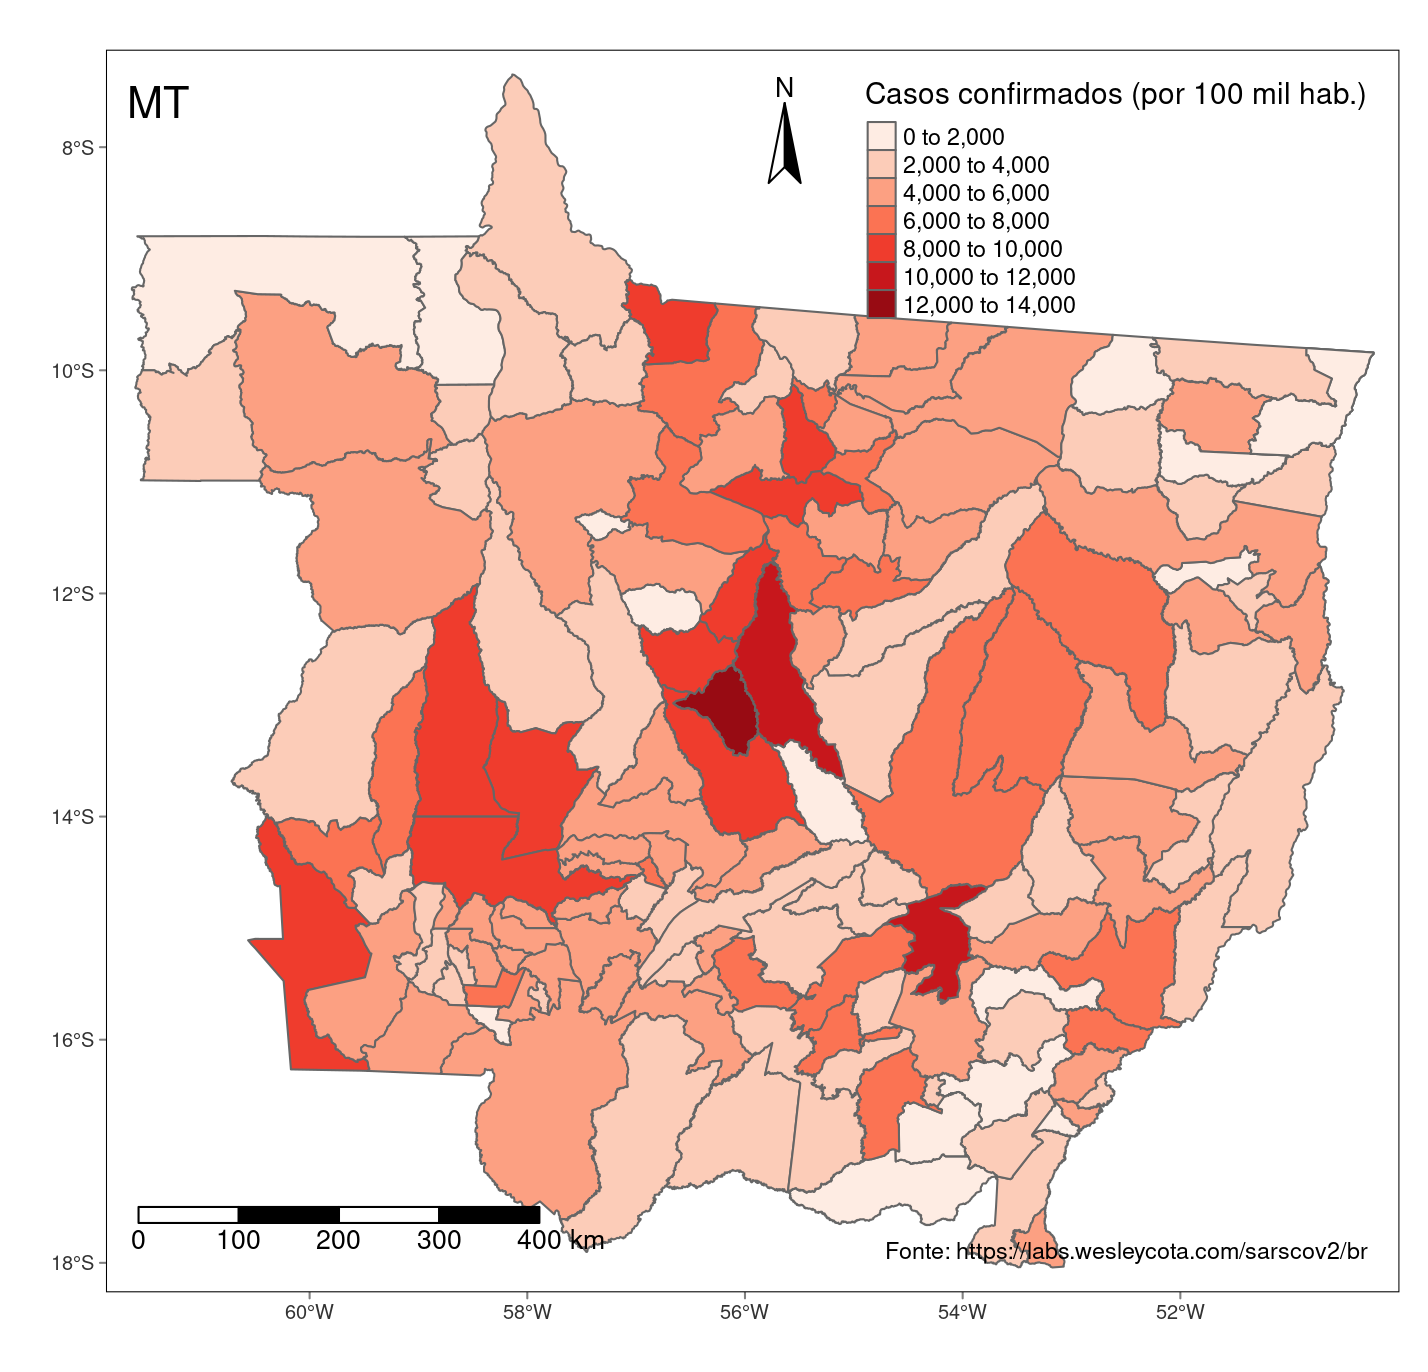 MT
N
Casos confirmados (por 100 mil hab.)
0 to 2,000
2,000 to 4,000
4,000 to 6,000
6,000 to 8,000
8,000 to 10,000
10,000 to 12,000
12,000 to 14,000
8°S
10°S
12°S
14°S
16°S
18°S
0 100 200 300 400 km
Fonte: https://labs.wesleycota.com/sarscov2/br
60°W 58°W 56°W 54°W 52°W